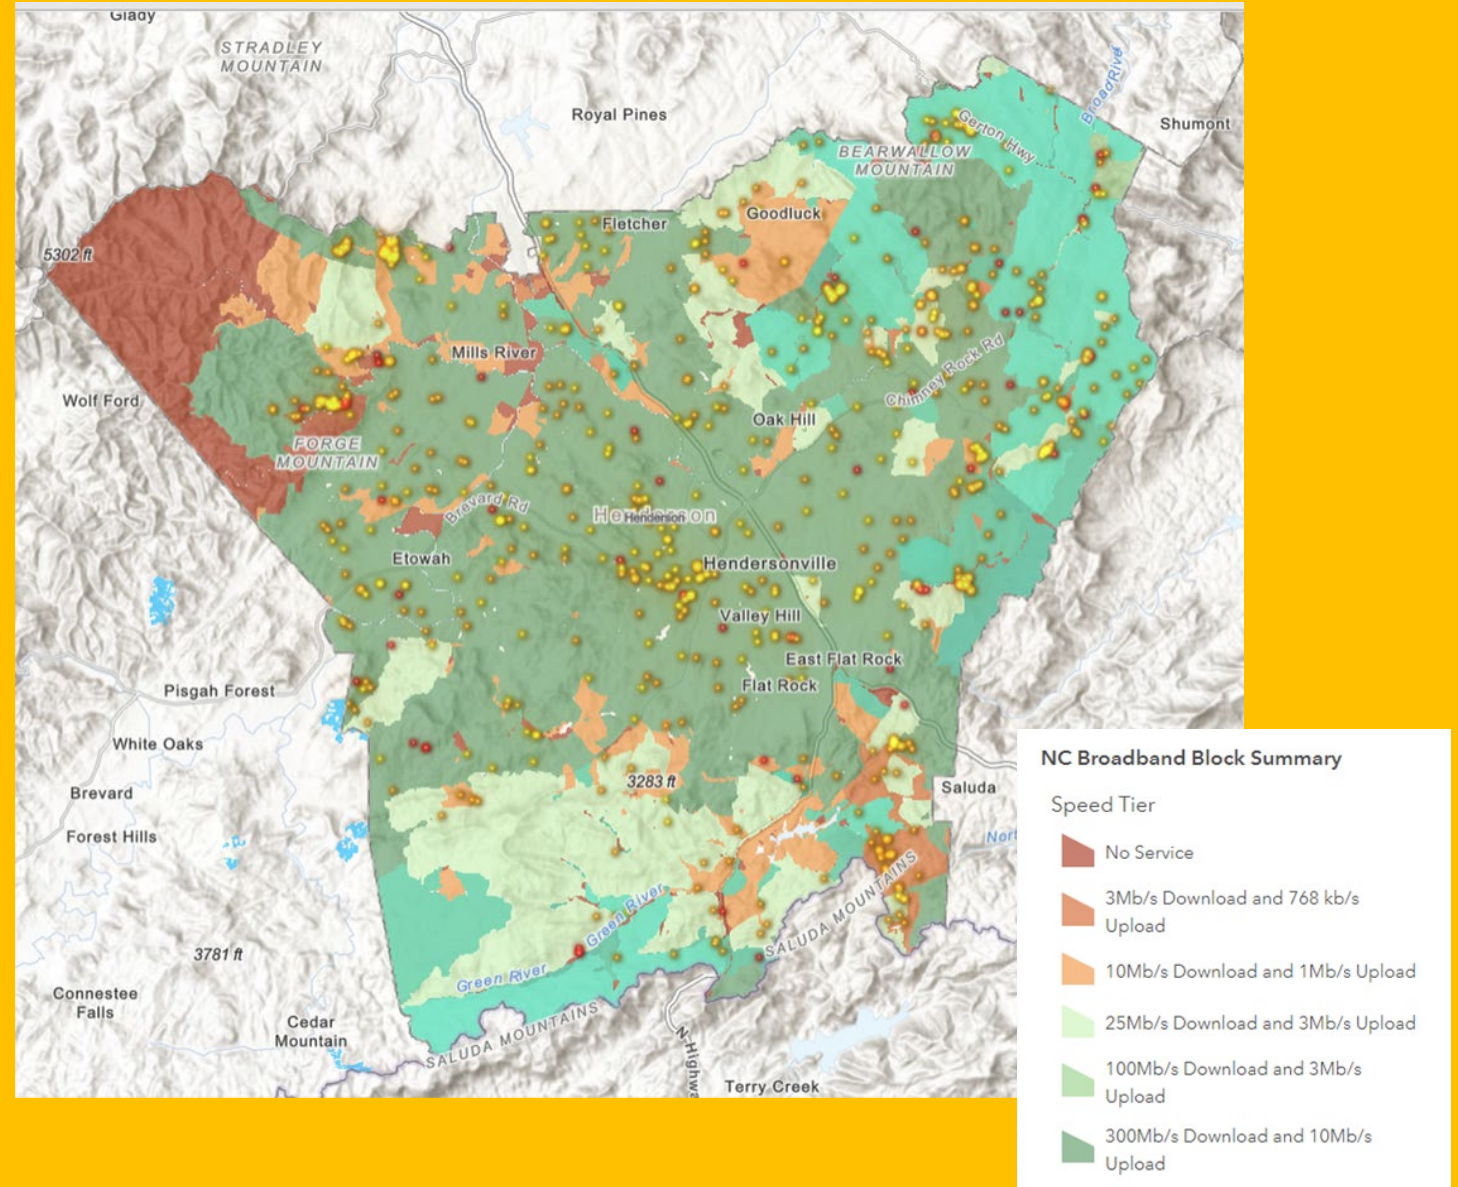 Glady
STRADLEY
MOUNTAIN
Royal Pines
Broad River
Shumont
Gerton Hwy
BEARWALLOW
MOUNTAIN
Goodluck
Fletcher
5302 ft
Mills River
Chimney Rock Rd
Wolf Ford
Oak Hill
FORGE
MOUNTAIN
Brevard Rd
Henderson
Henderson
Etowah
Hendersonville
Valley Hill
East Flat Rock
Flat Rock
Pisgah Forest
White Oaks
3283 ft
Saluda
Brevard
Forest Hills
Nort
SALUDA MOUNTAINS
Green River
3781 ft
Green River
Connestee
Falls
Cedar
Mountain
SALUDA MOUNTAINS
N Highwa
Terry Creek
NC Broadband Block Summary
Speed Tier
No Service
3Mb/s Download and 768 kb/s
Upload
10Mb/s Download and 1Mb/s Upload
25Mb/s Download and 3Mb/s Upload
100Mb/s Download and 3Mb/s
Upload
300Mb/s Download and 10Mb/s
Upload